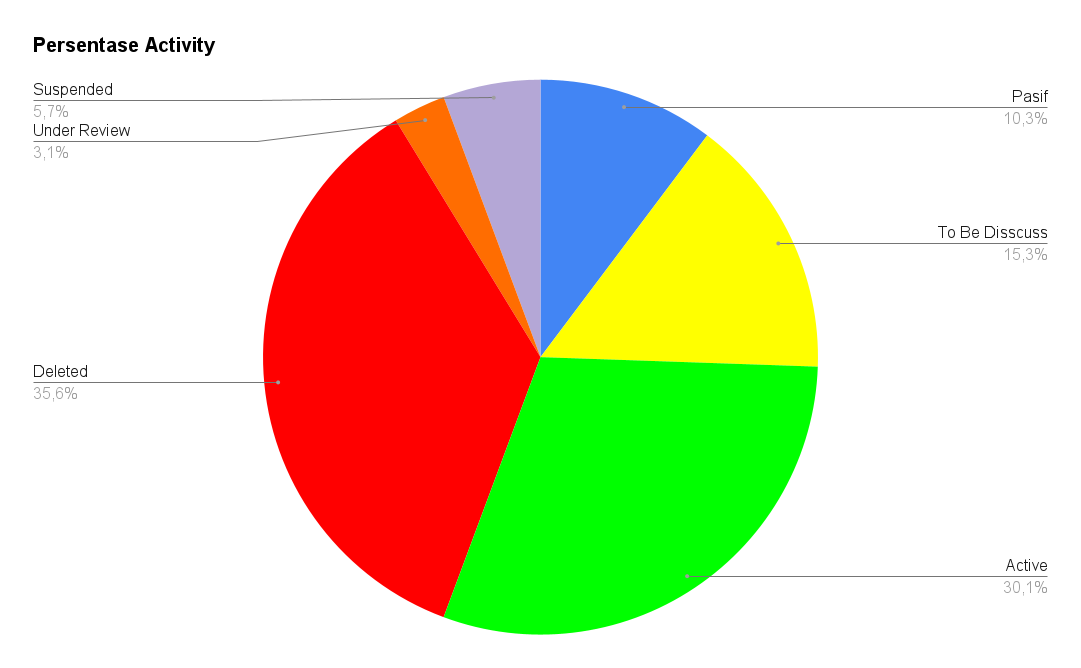 Persentase Activity
Suspended
5,7%
Under Review
3,1%
Deleted
35,6%
Pasif
10,3%
To Be Disscuss
15,3%
Active
30,1%